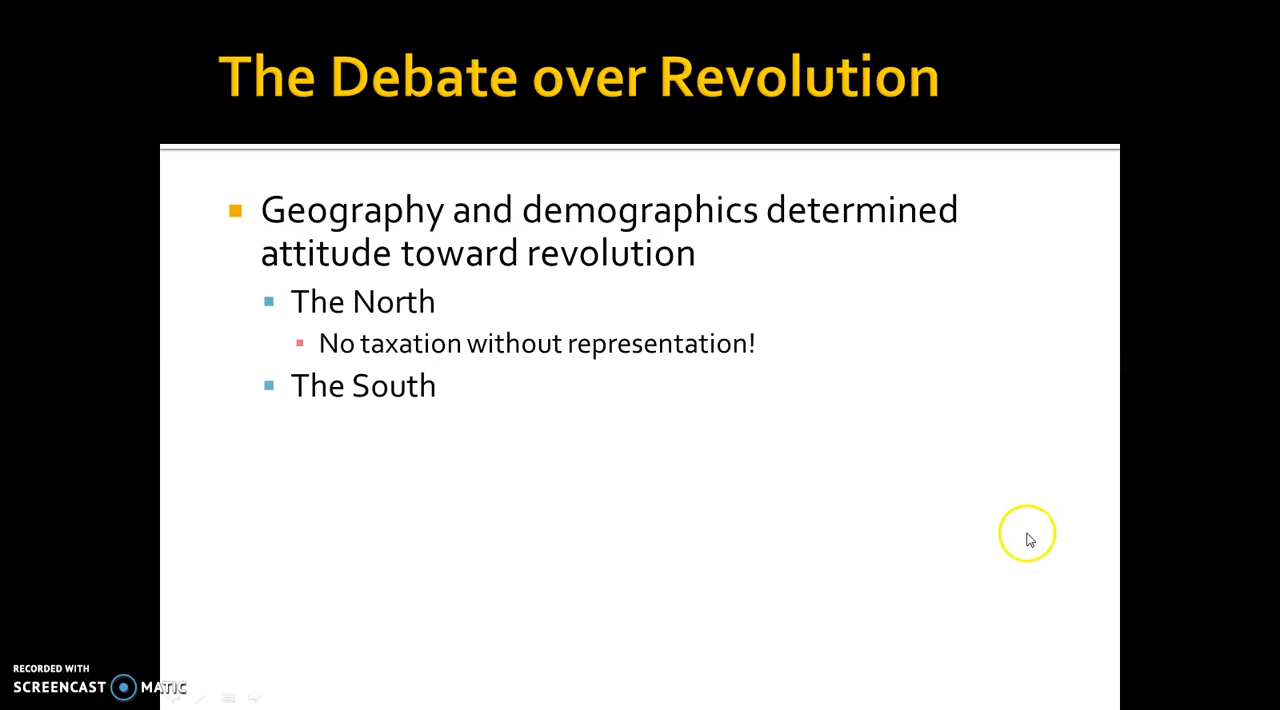 The Debate over Revolution
Geography and demographics determined
attitude toward revolution
The North
No taxation without representation!
The South
RECORDED WITH
SCREENCAST MATIC